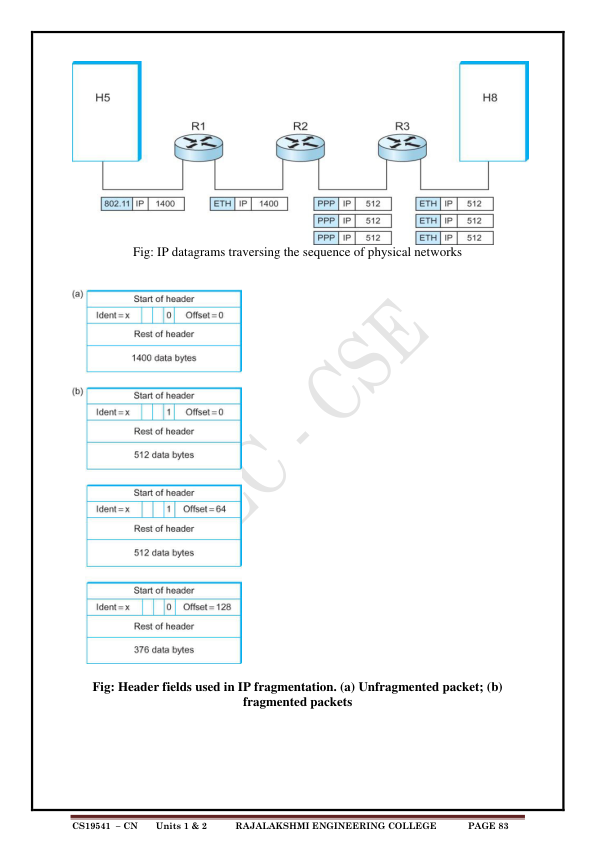 H5
H8
R1
R2
R3
802.11 IP 1400
ETH IP 1400
PPP IP 512
ETH IP 512
PPP IP 512
ETH IP 512
PPP IP 512
ETH IP 512
Fig: IP datagrams traversing the sequence of physical networks
(a)
Start of header
Ident = x 0 Offset = 0
Rest of header
1400 data bytes
(b)
Start of header
Ident = x 1 Offset = 0
Rest of header
512 data bytes
Start of header
Ident = x 1 Offset = 64
Rest of header
512 data bytes
Start of header
Ident = x 0 Offset = 128
Rest of header
376 data bytes
Fig: Header fields used in IP fragmentation. (a) Unfragmented packet; (b)
fragmented packets
CS19541 – CN Units 1 & 2 RAJALAKSHMI ENGINEERING COLLEGE PAGE 83